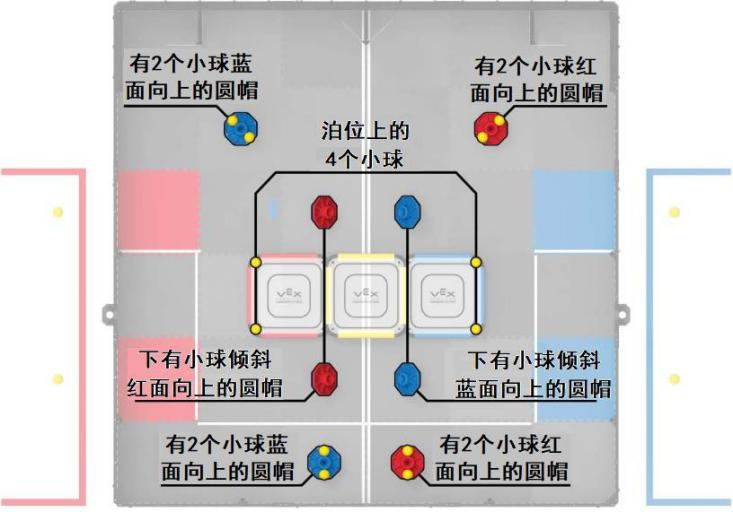 有2个小球蓝
面向上的圆帽
有2个小球红
面向上的圆帽
泊位上的
4个小球
VEX
VEX
VEX
下有小球倾斜
红面向上的圆帽
下有小球倾斜
蓝面向上的圆帽
有2个小球蓝
面向上的圆帽
有2个小球红
面向上的圆帽